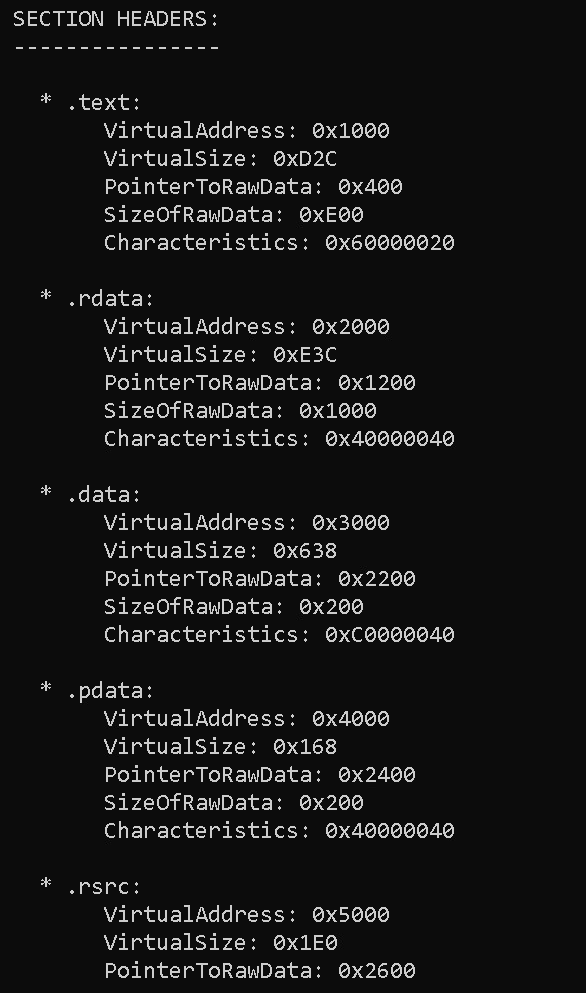 SECTION HEADERS:
----------------
* .text:
VirtualAddress: 0x1000
VirtualSize: 0xD2C
PointerToRawData: 0x400
SizeOfRawData: 0xE00
Characteristics: 0x60000020
* .rdata:
VirtualAddress: 0x2000
VirtualSize: 0xE3C
PointerToRawData: 0x1200
SizeOfRawData: 0x1000
Characteristics: 0x40000040
* .data:
VirtualAddress: 0x3000
VirtualSize: 0x638
PointerToRawData: 0x2200
SizeOfRawData: 0x200
Characteristics: 0xC0000040
* .pdata:
VirtualAddress: 0x4000
VirtualSize: 0x168
PointerToRawData: 0x2400
SizeOfRawData: 0x200
Characteristics: 0x40000040
* .rsrc:
VirtualAddress: 0x5000
VirtualSize: 0x1E0
PointerToRawData: 0x2600